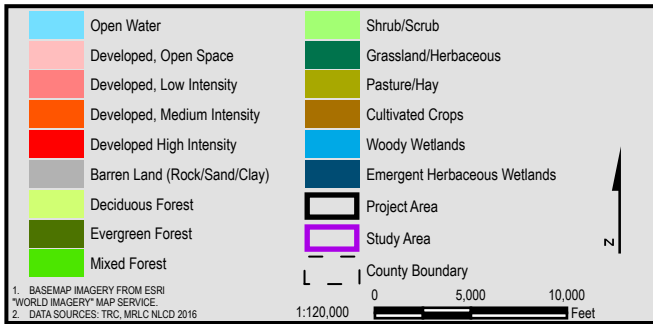 Open Water
Developed, Open Space
Developed, Low Intensity
Developed, Medium Intensity
Developed High Intensity
Barren Land (Rock/Sand/Clay)
Deciduous Forest
Evergreen Forest
Mixed Forest
1. BASEMAP IMAGERY FROM ESRI
"WORLD IMAGERY" MAP SERVICE.
2. DATA SOURCES: TRC, MRLC NLCD 2016
Shrub/Scrub
Grassland/Herbaceous
Pasture/Hay
Cultivated Crops
Woody Wetlands
Emergent Herbaceous Wetlands
Project Area
Study Area
County Boundary
N
1:120,000
0 5,000 10,000
Feet